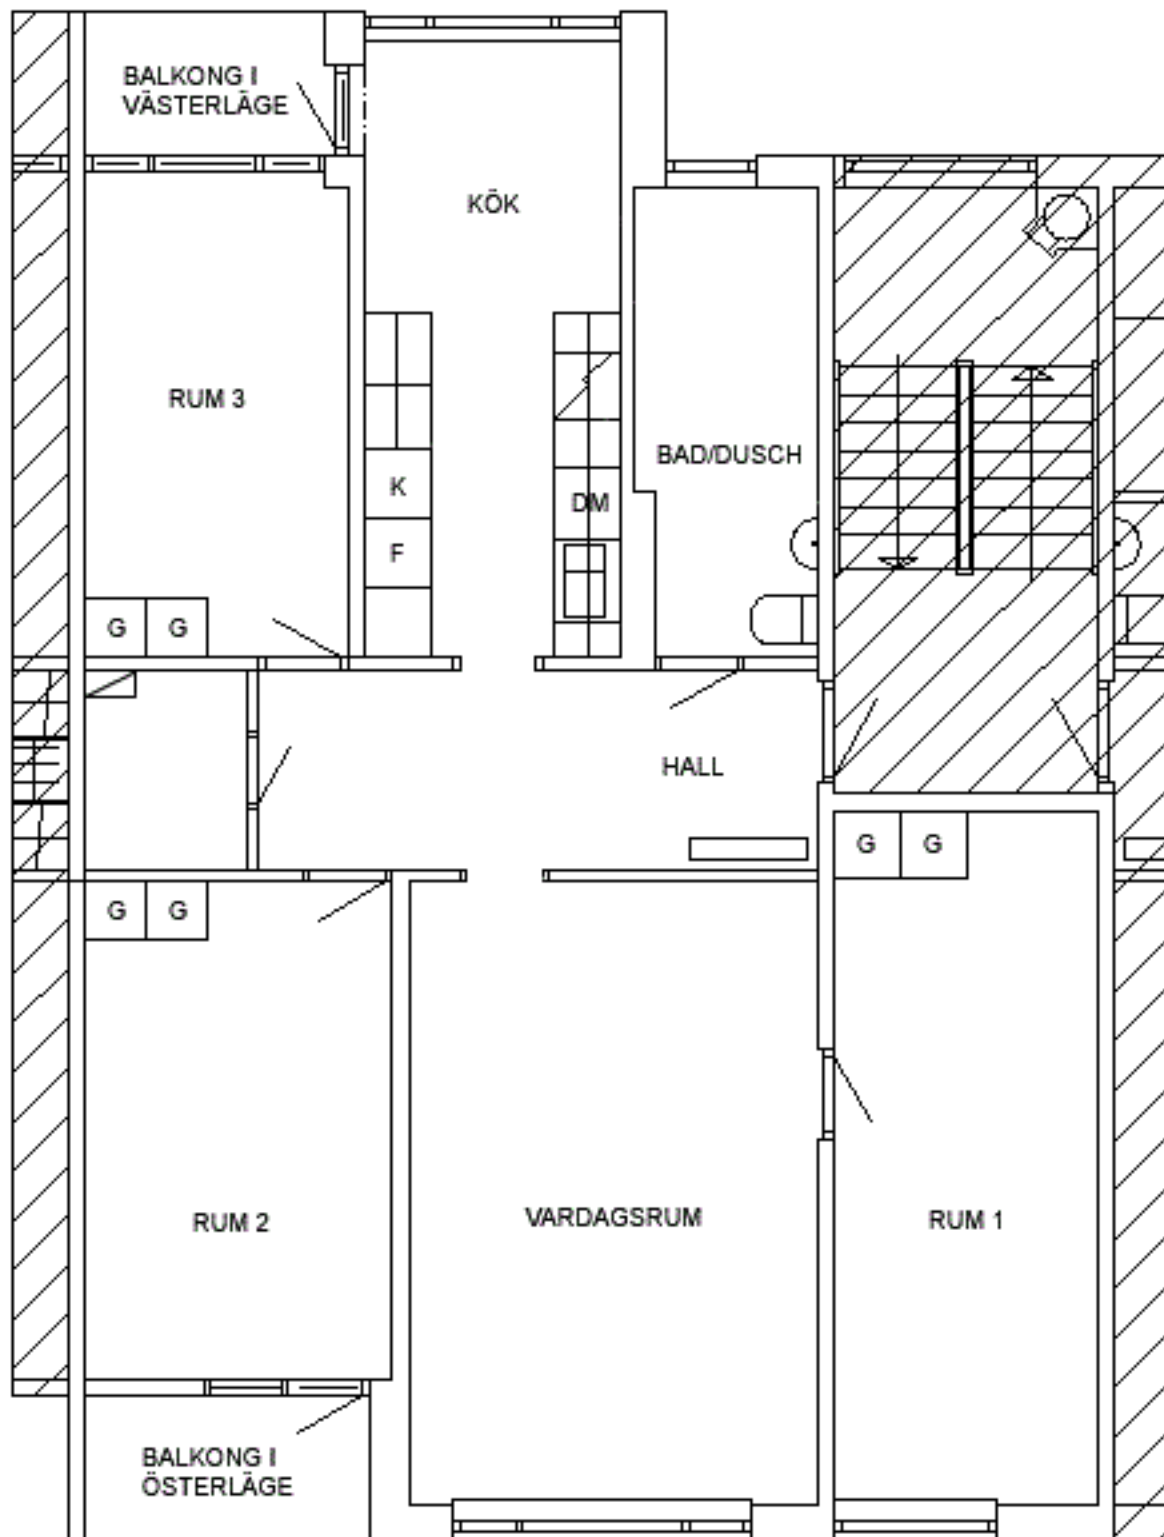 BALKONG I
VÄSTERLÄGE
KÖK
RUM 3
BAD/DUSCH
K
DM
F
G G
HALL
G G
G G
RUM 2
VARDAGSRUM
RUM 1
BALKONG I
ÖSTERLÄGE